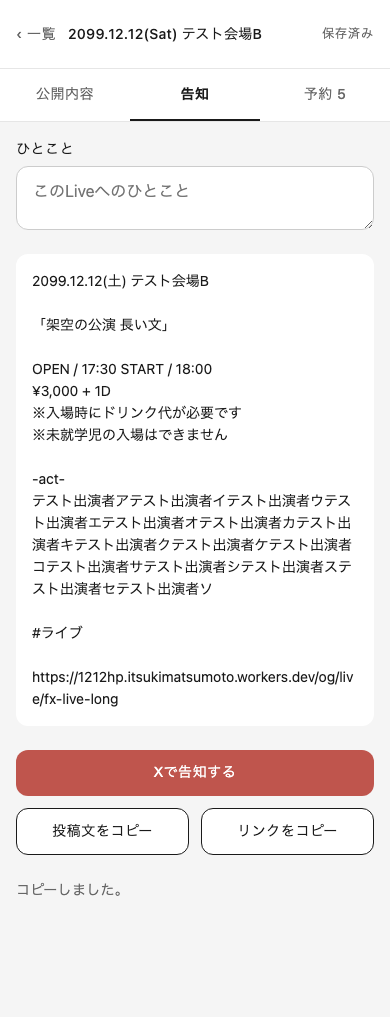 ‹ 一覧 2099.12.12(Sat) テスト会場B 保存済み
公開内容 告知 予約 5
ひとこと
このLiveへのひとこと
2099.12.12(土) テスト会場B
「架空の公演 長い文」
OPEN / 17:30 START / 18:00
¥3,000 + 1D
※入場時にドリンク代が必要です
※未就学児の入場はできません
-act-
テスト出演者アテスト出演者イテスト出演者ウテス
ト出演者エテスト出演者オテスト出演者カテスト出
演者キテスト出演者クテスト出演者ケテスト出演者
コテスト出演者サテスト出演者シテスト出演者ステ
スト出演者セテスト出演者ソ
#ライブ
https://1212hp.itsukimatsumoto.workers.dev/og/liv
e/fx-live-long
Xで告知する
投稿文をコピー リンクをコピー
コピーしました。